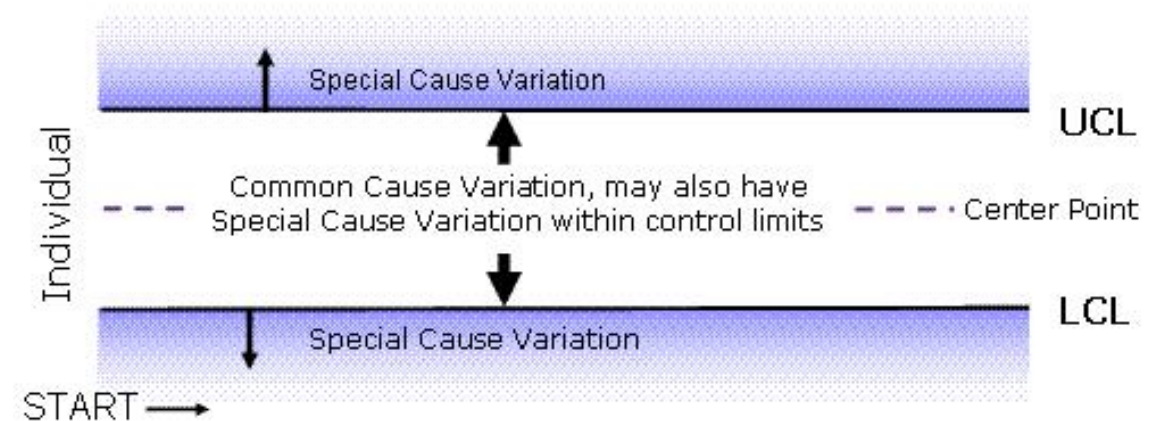 Special Cause Variation
UCL
Individual
Common Cause Variation, may also have
Special Cause Variation within control limits
Center Point
LCL
Special Cause Variation
START